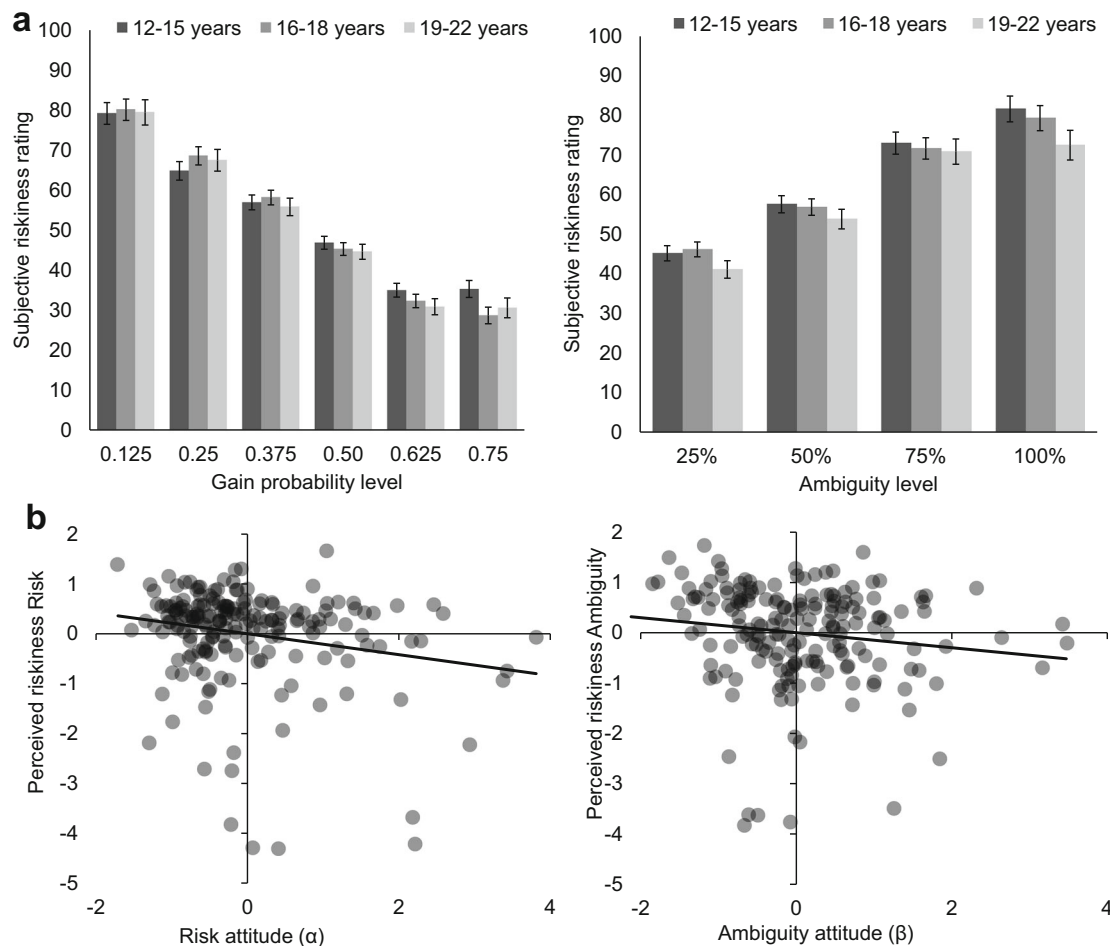 a
12-15 years 16-18 years 19-22 years
Subjective riskiness rating
100
90
80
70
60
50
40
30
20
10
0
0.125 0.25 0.375 0.50 0.625 0.75
Gain probability level
12-15 years 16-18 years 19-22 years
Subjective riskiness rating
100
90
80
70
60
50
40
30
20
10
0
25% 50% 75% 100%
Ambiguity level
b
Perceived riskiness Risk
2
1
0
-1
-2
-3
-4
-5
-2 0 2 4
Risk attitude (α)
Perceived riskiness Ambiguity
2
1
0
-1
-2
-3
-4
-5
-2 0 2 4
Ambiguity attitude (β)